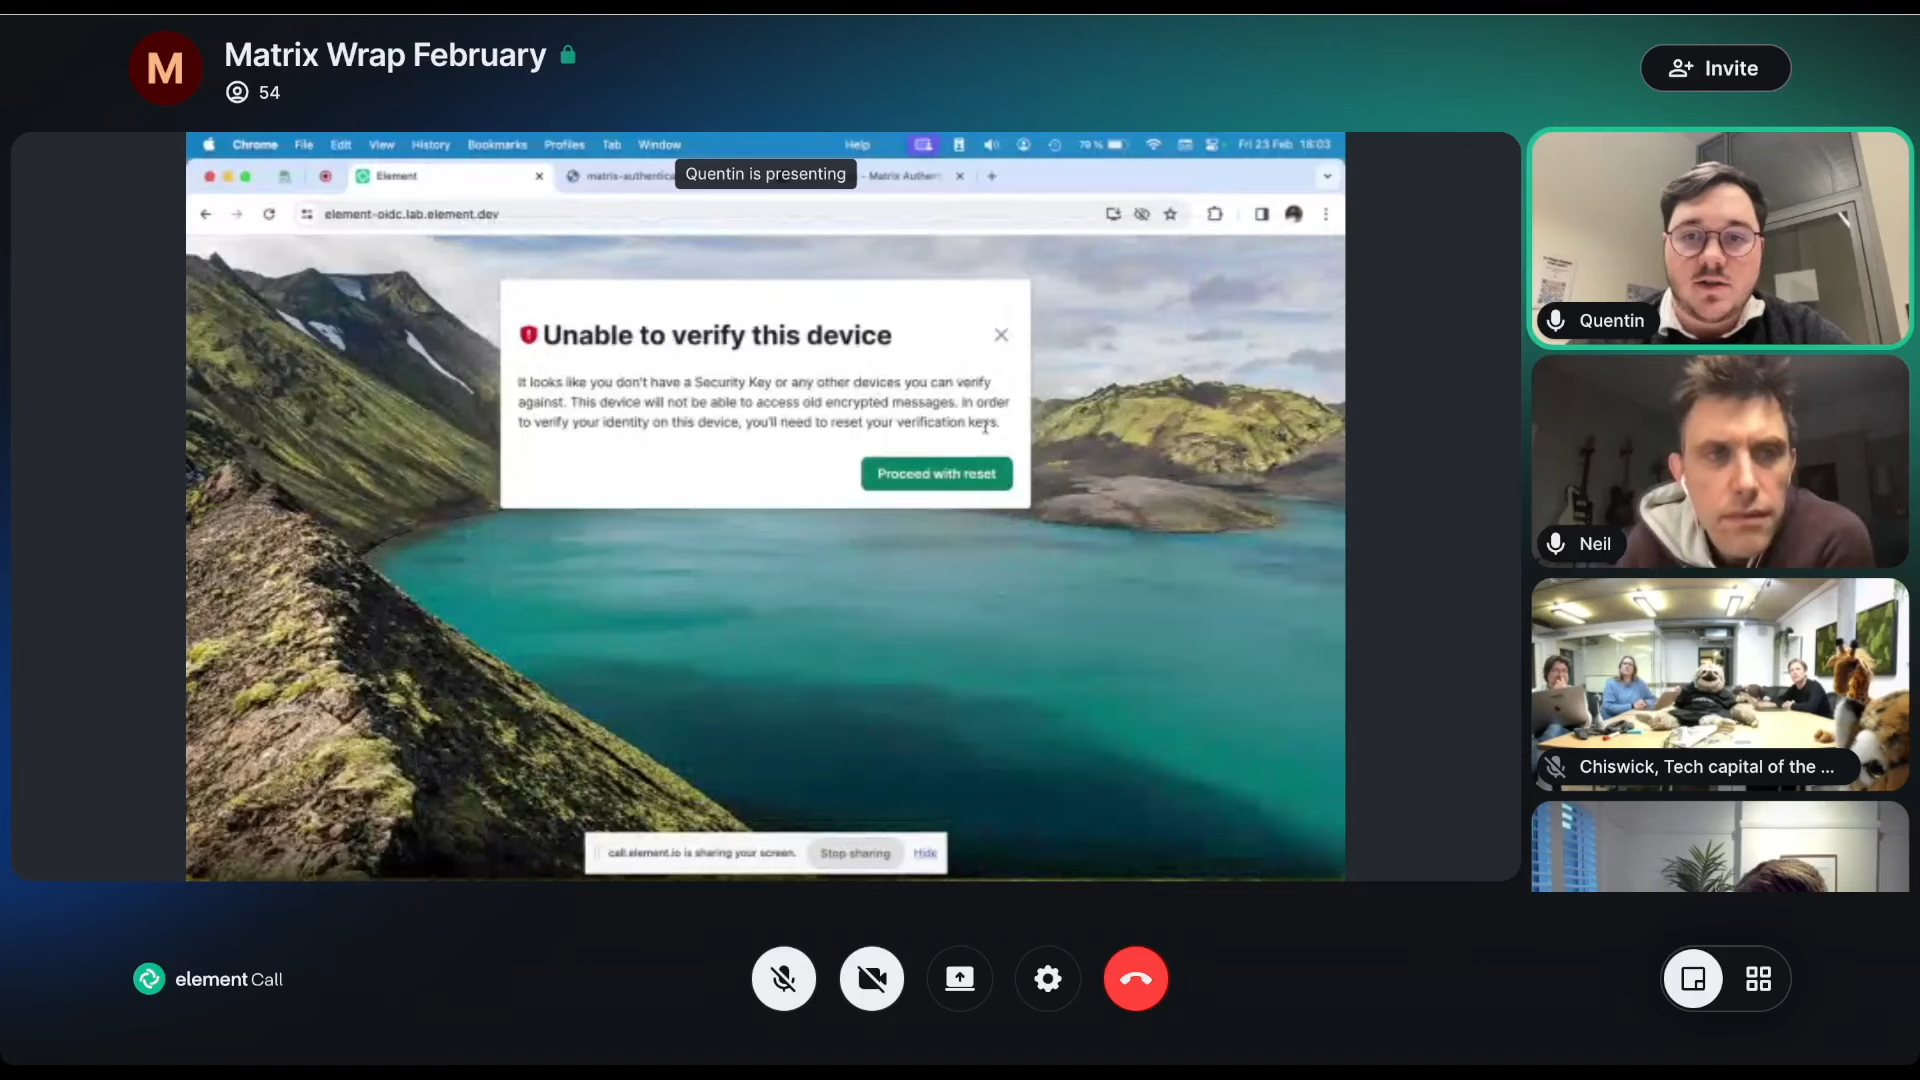 M
Matrix Wrap February
54
Invite
Chrome File Edit View History Bookmarks Profiles Tab Window Help 79 % Fri 23 Feb 18:03
Element matrix-authentica - Matrix Authen
Quentin is presenting
element-oidc.lab.element.dev
Unable to verify this device
It looks like you don't have a Security Key or any other devices you can verify
against. This device will not be able to access old encrypted messages. In order
to verify your identity on this device, you'll need to reset your verification keys.
Proceed with reset
call.element.io is sharing your screen. Stop sharing Hide
Quentin
Neil
Chiswick, Tech capital of the ...
element Call